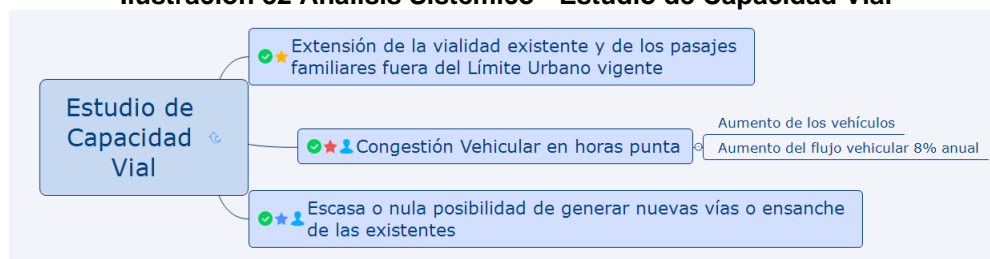 Ilustración 32 Análisis Sistémico - Estudio de Capacidad Vial
Extensión de la vialidad existente y de los pasajes
familiares fuera del Límite Urbano vigente
Estudio de
Capacidad
Vial
Congestión Vehicular en horas punta
Aumento de los vehículos
Aumento del flujo vehicular 8% anual
Escasa o nula posibilidad de generar nuevas vías o ensanche
de las existentes